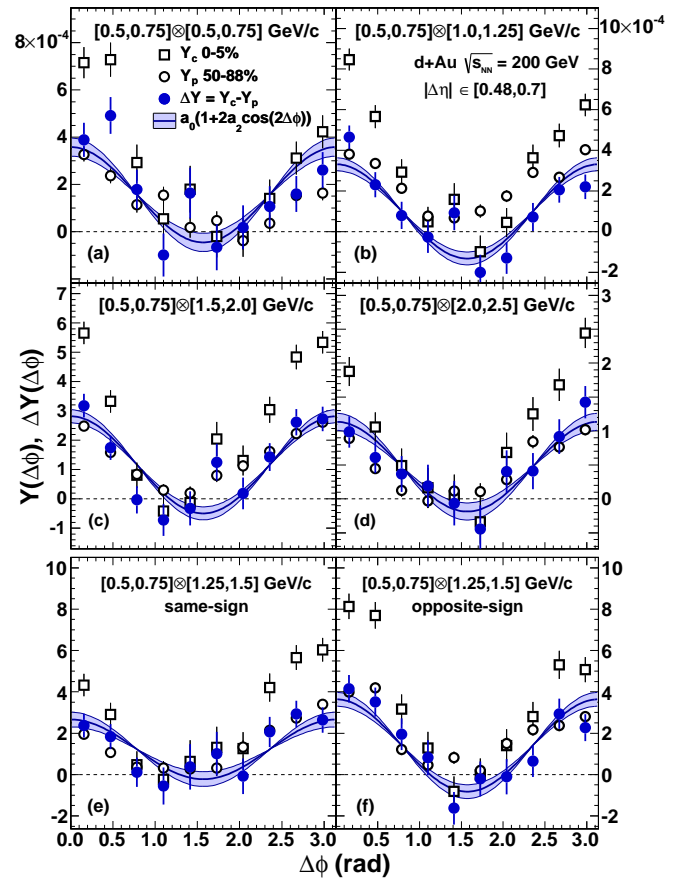 [0.5,0.75]⊗[0.5,0.75] GeV/c
8×10⁻⁴
Y_c 0-5%
Y_p 50-88%
ΔY = Y_c-Y_p
a_0(1+2a_2cos(2Δϕ))
6
4
2
0
(a)
[0.5,0.75]⊗[1.0,1.25] GeV/c
10×10⁻⁴
d+Au √s_NN = 200 GeV
|Δη| ∈ [0.48,0.7]
8
6
4
2
0
-2
(b)
[0.5,0.75]⊗[1.5,2.0] GeV/c
7
6
5
4
3
2
1
0
-1
(c)
[0.5,0.75]⊗[2.0,2.5] GeV/c
3
2
1
0
(d)
Y(Δϕ), ΔY(Δϕ)
[0.5,0.75]⊗[1.25,1.5] GeV/c
same-sign
10
8
6
4
2
0
-2
(e)
[0.5,0.75]⊗[1.25,1.5] GeV/c
opposite-sign
10
8
6
4
2
0
-2
(f)
0.0 0.5 1.0 1.5 2.0 2.5 3.0
0.5 1.0 1.5 2.0 2.5 3.0
Δϕ (rad)